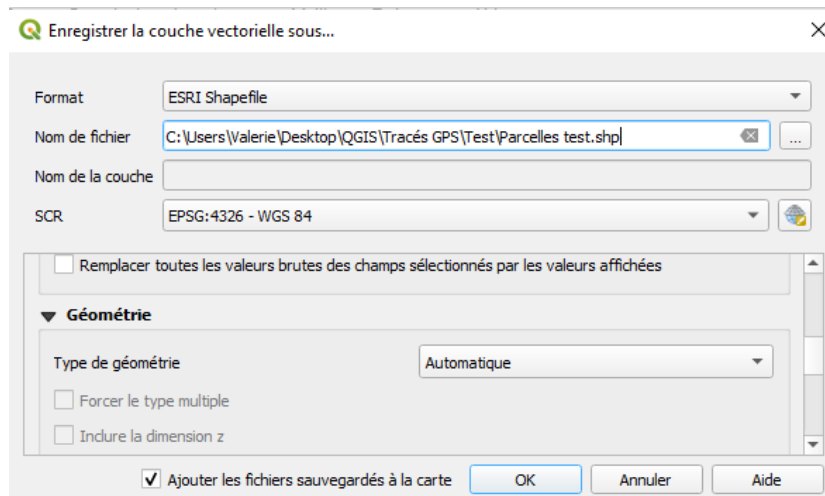 Enregistrer la couche vectorielle sous...
Format ESRI Shapefile
Nom de fichier C:\Users\Valerie\Desktop\QGIS\Tracés GPS\Test\Parcelles test.shp ...
Nom de la couche
SCR EPSG:4326 - WGS 84
Remplacer toutes les valeurs brutes des champs sélectionnés par les valeurs affichées
Géométrie
Type de géométrie Automatique
Forcer le type multiple
Inclure la dimension z
Ajouter les fichiers sauvegardés à la carte OK Annuler Aide